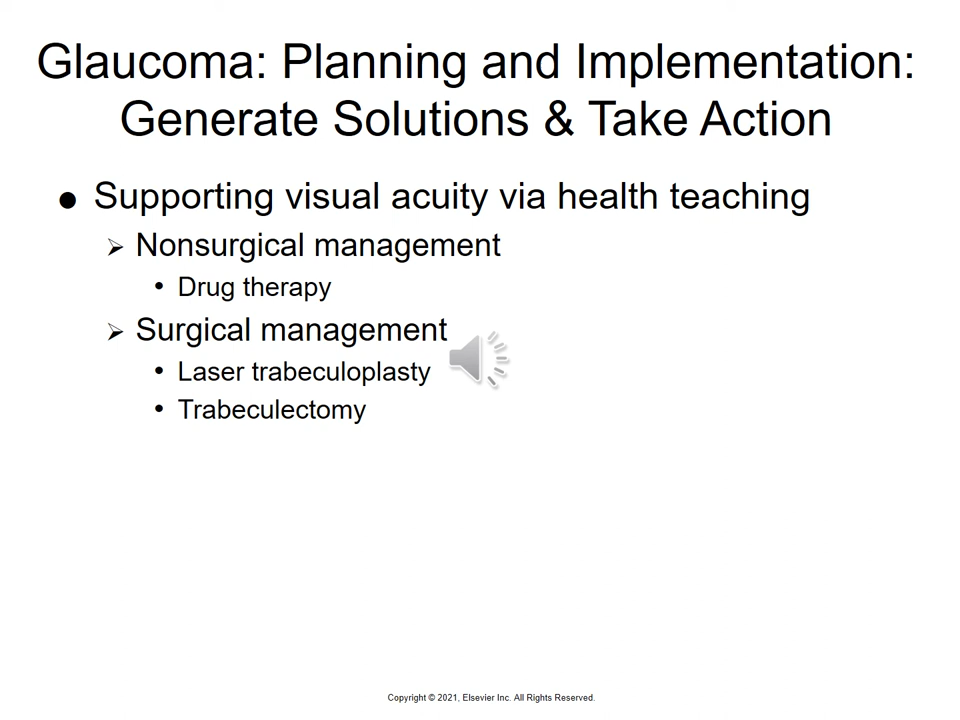 Glaucoma: Planning and Implementation:
Generate Solutions & Take Action
● Supporting visual acuity via health teaching
➢ Nonsurgical management
• Drug therapy
➢ Surgical management
• Laser trabeculoplasty
• Trabeculectomy
Copyright © 2021, Elsevier Inc. All Rights Reserved.